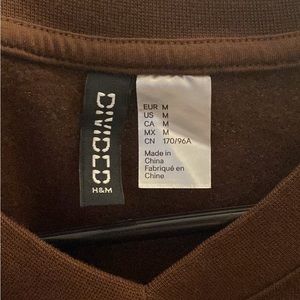 DIVIDED
H&M
EUR M
US M
CA M
MX M
CN 170/96A
Made in
China
Fabriqué en
Chine